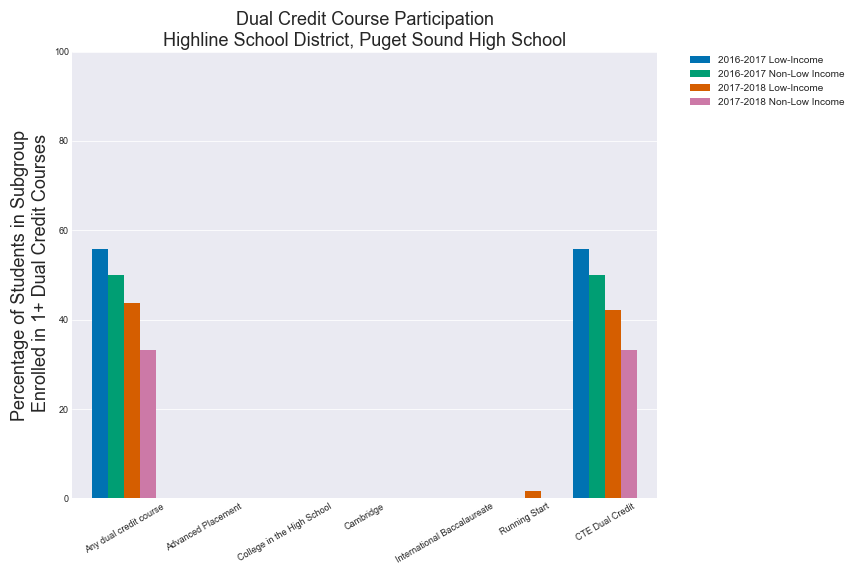 Dual Credit Course Participation
Highline School District, Puget Sound High School
2016-2017 Low-Income
2016-2017 Non-Low Income
2017-2018 Low-Income
2017-2018 Non-Low Income
Percentage of Students in Subgroup
Enrolled in 1+ Dual Credit Courses
100
80
60
40
20
0
Any dual credit course
Advanced Placement
College in the High School
Cambridge
International Baccalaureate
Running Start
CTE Dual Credit